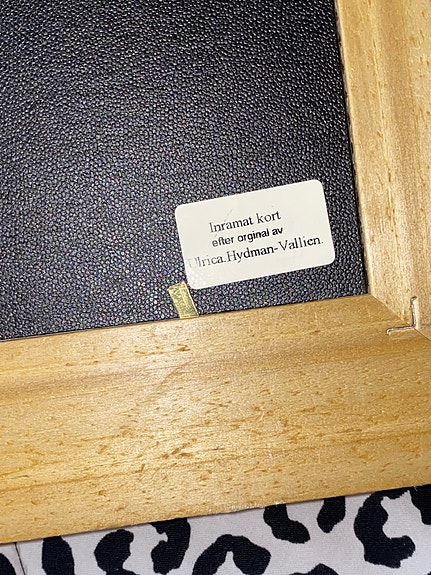 Inramat kort
efter orginal av
Ulrica.Hydman-Vallien.